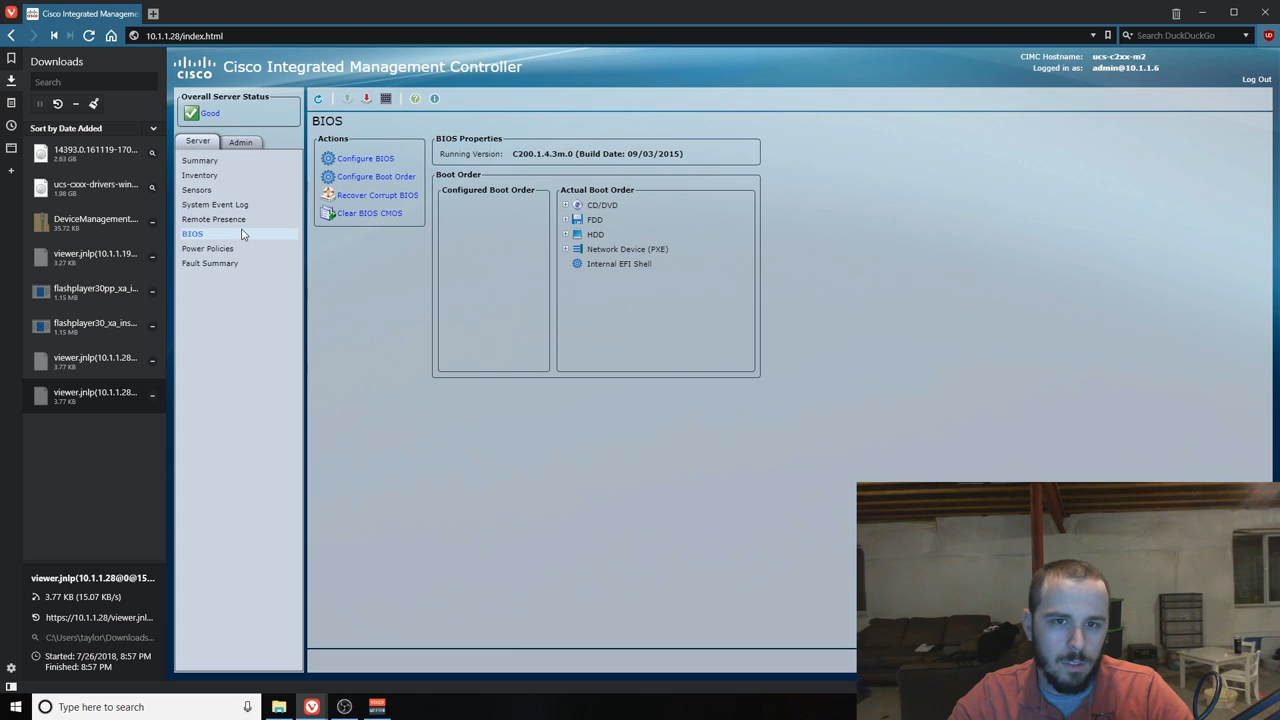 Cisco Integrated Manageme
10.1.1.28/index.html
Search DuckDuckGo
Downloads
Search
Sort by Date Added
14393.0.161119-170...
2.63 GB
ucs-cxxx-drivers-win...
1.98 GB
DeviceManagement....
35.72 KB
viewer.jnlp(10.1.1.19...
3.27 KB
flashplayer30pp_xa_i...
1.15 MB
flashplayer30_xa_ins...
1.15 MB
viewer.jnlp(10.1.1.28...
3.77 KB
viewer.jnlp(10.1.1.28...
3.77 KB
viewer.jnlp(10.1.1.28@0@15...
3.77 KB (15.07 KB/s)
https://10.1.1.28/viewer.jnl...
C:\Users\taylor\Downloads...
Started: 7/26/2018, 8:57 PM
Finished: 8:57 PM
CISCO
Cisco Integrated Management Controller
CIMC Hostname: ucs-c2xx-m2
Logged in as: admin@10.1.1.6
Log Out
Overall Server Status
Good
Server Admin
Summary
Inventory
Sensors
System Event Log
Remote Presence
BIOS
Power Policies
Fault Summary
BIOS
Actions
Configure BIOS
Configure Boot Order
Recover Corrupt BIOS
Clear BIOS CMOS
BIOS Properties
Running Version: C200.1.4.3m.0 (Build Date: 09/03/2015)
Boot Order
Configured Boot Order
Actual Boot Order
CD/DVD
FDD
HDD
Network Device (PXE)
Internal EFI Shell
Type here to search